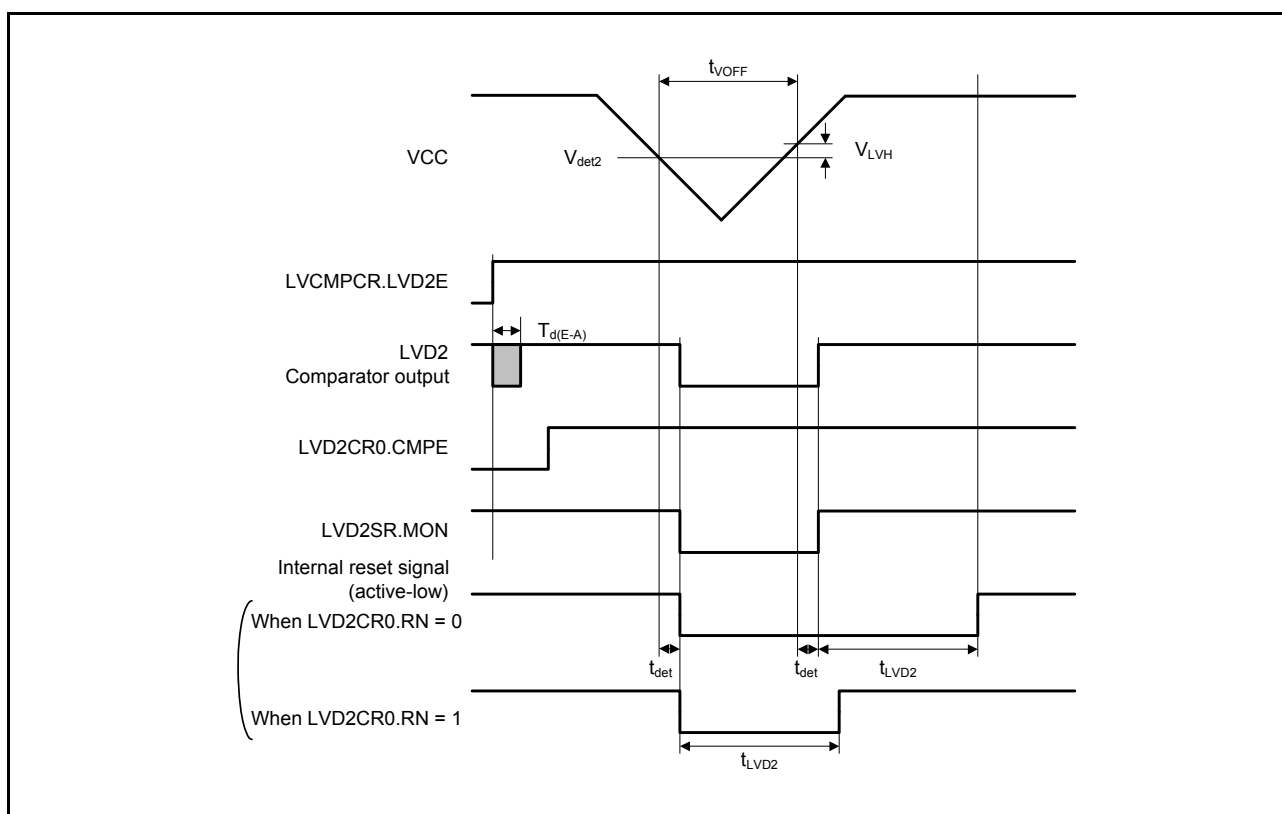 tVOFF
VCC
Vdet2
VLVH
LVCMPCR.LVD2E
Td(E-A)
LVD2
Comparator output
LVD2CR0.CMPE
LVD2SR.MON
Internal reset signal
(active-low)
When LVD2CR0.RN = 0
tdet
tdet
tLVD2
When LVD2CR0.RN = 1
tLVD2